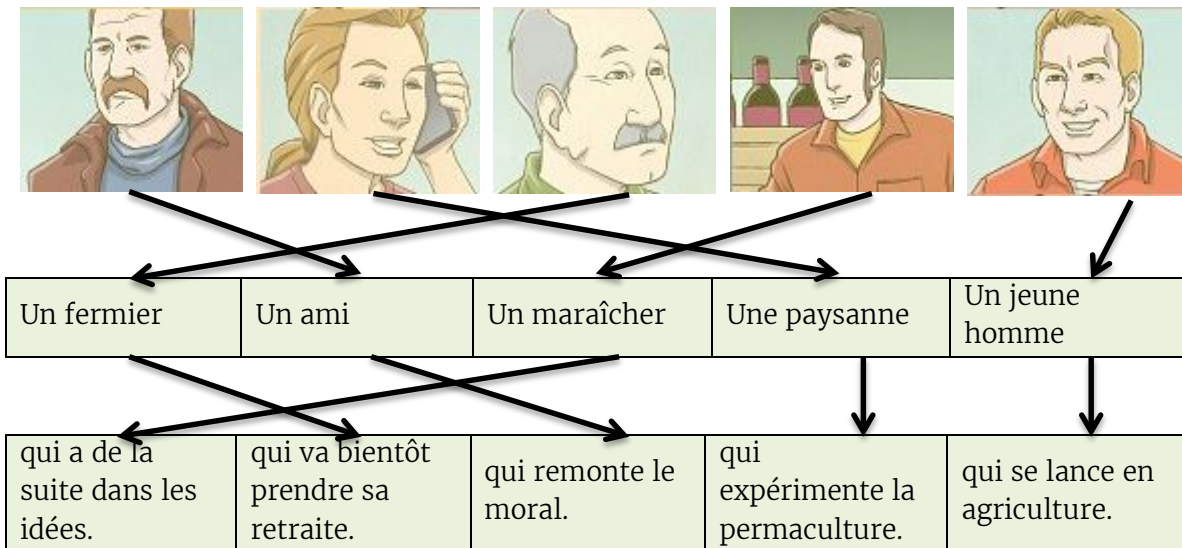 Un fermier
Un ami
Un maraîcher
Une paysanne
Un jeune
homme
qui a de la
suite dans les
idées.
qui va bientôt
prendre sa
retraite.
qui remonte le
moral.
qui
expérimente la
permaculture.
qui se lance en
agriculture.